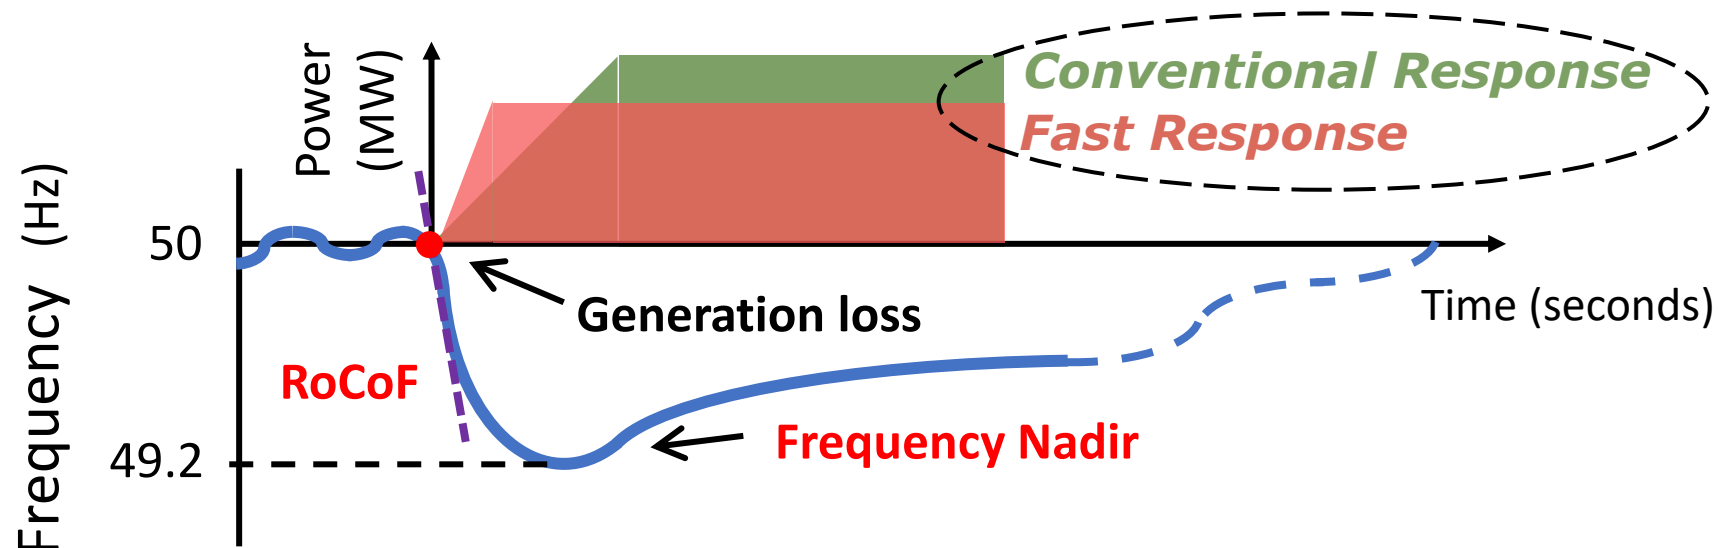 Power
(MW)
Conventional Response
Fast Response
Frequency (Hz)
50
Generation loss
Time (seconds)
RoCoF
Frequency Nadir
49.2